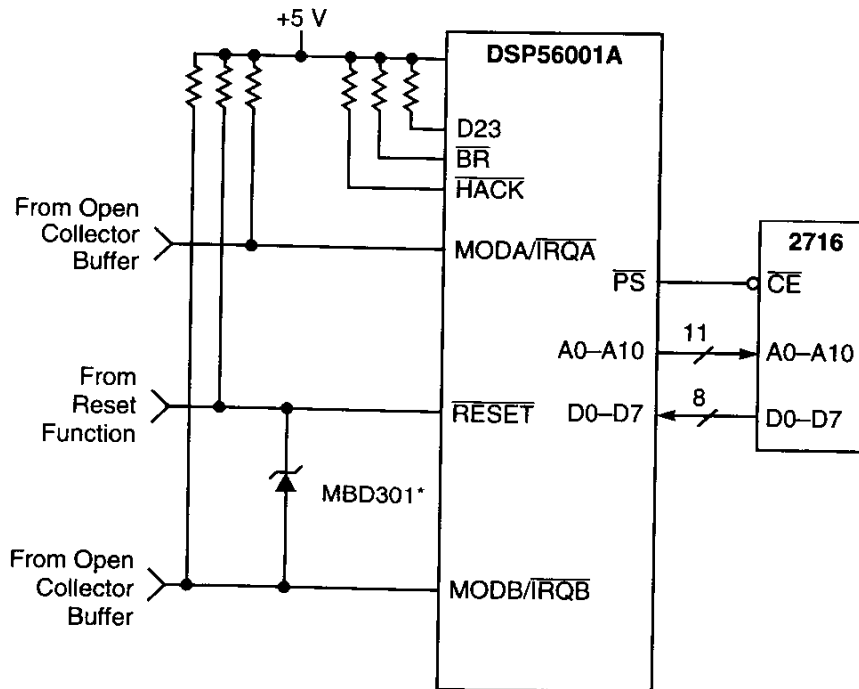 +5 V
DSP56001A
D23
BR
HACK
From Open
Collector
Buffer
MODA/IRQA
2716
PS
CE
A0–A10
11
A0–A10
From
Reset
Function
RESET
D0–D7
8
D0–D7
MBD301*
From Open
Collector
Buffer
MODB/IRQB